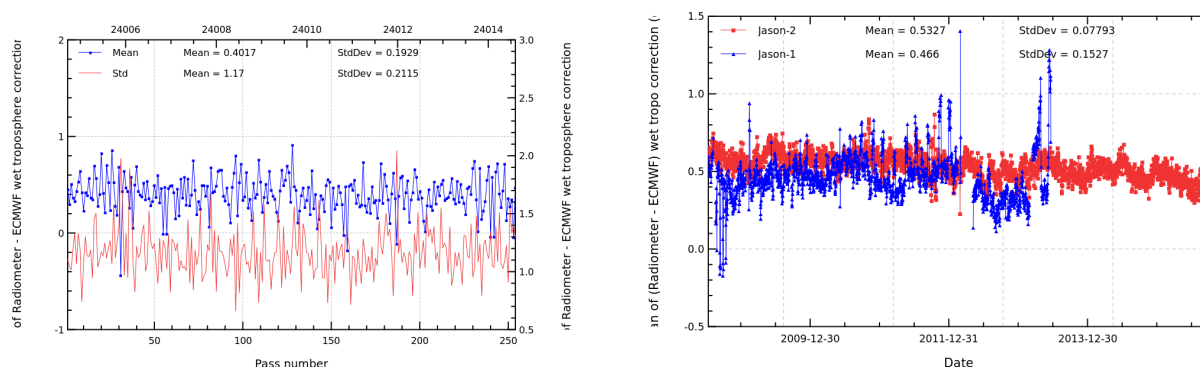 24006 24008 24010 24012 24014
2 3.0
Mean Mean = 0.4017 StdDev = 0.1929
Std Mean = 1.17 StdDev = 0.2115
2.5
1 2.0
1.5
0 1.0
-1 0.5
50 100 150 200 250
Pass number
of Radiometer - ECMWF wet troposphere correction
of Radiometer - ECMWF wet troposphere correction
1.5
Jason-2 Mean = 0.5327 StdDev = 0.07793
Jason-1 Mean = 0.466 StdDev = 0.1527
1.0
0.5
0.0
-0.5
2009-12-30 2011-12-31 2013-12-30
Date
an of (Radiometer - ECMWF) wet tropo correction (